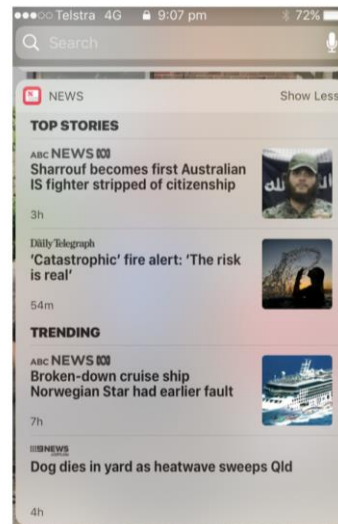 Telstra 4G 9:07 pm 72%
Search
NEWS Show Less
TOP STORIES
ABC NEWS
Sharrouf becomes first Australian
IS fighter stripped of citizenship
3h
Daily Telegraph
'Catastrophic' fire alert: 'The risk
is real'
54m
TRENDING
ABC NEWS
Broken-down cruise ship
Norwegian Star had earlier fault
7h
9NEWS
Dog dies in yard as heatwave sweeps Qld
4h